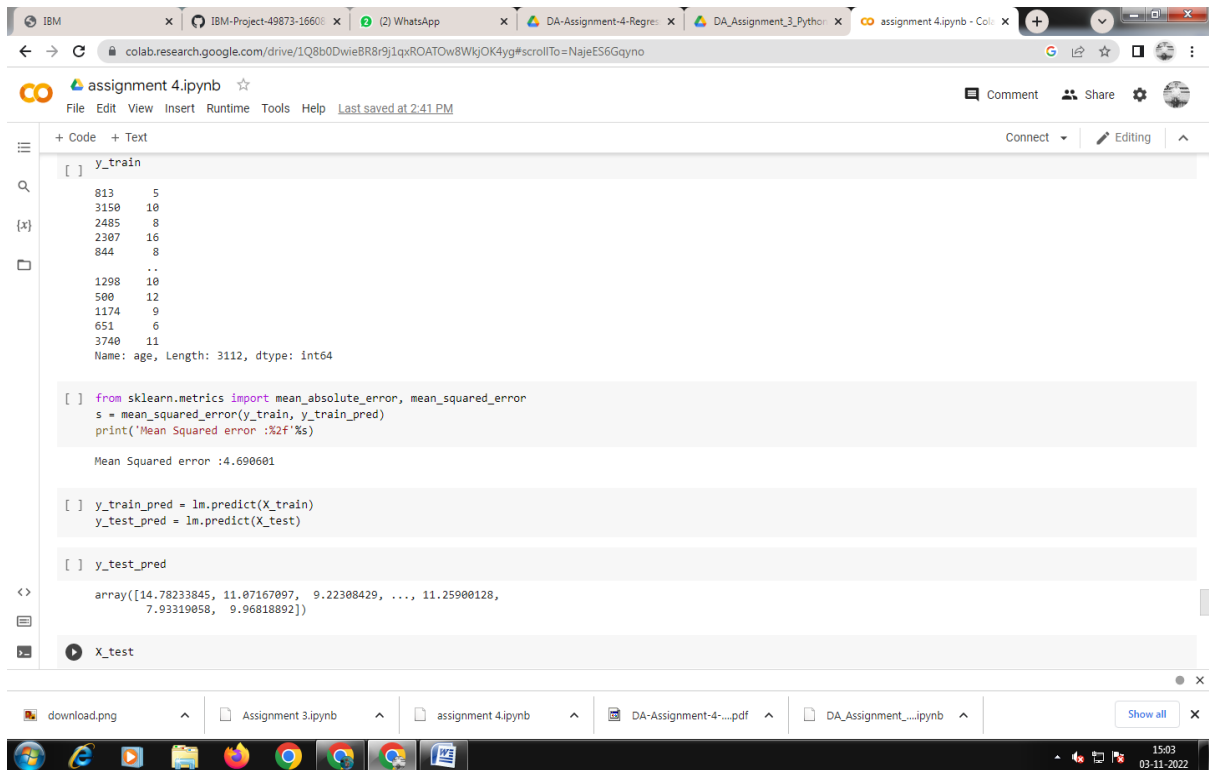 IBM
IBM-Project-49873-16608
(2) WhatsApp
DA-Assignment-4-Regres
DA_Assignment_3_Python
assignment 4.ipynb - Cola
colab.research.google.com/drive/1Q8b0DwieBR8r9j1qxROATOw8WkjOK4yg#scrollTo=NajeES6Gqyno
assignment 4.ipynb
Comment Share
File Edit View Insert Runtime Tools Help Last saved at 2:41 PM
+ Code + Text Connect Editing
[ ] y_train
813 5
3150 10
2485 8
2307 16
844 8
..
1298 10
500 12
1174 9
651 6
3740 11
Name: age, Length: 3112, dtype: int64
[ ] from sklearn.metrics import mean_absolute_error, mean_squared_error
s = mean_squared_error(y_train, y_train_pred)
print('Mean Squared error :%2f'%s)
Mean Squared error :4.690601
[ ] y_train_pred = lm.predict(X_train)
y_test_pred = lm.predict(X_test)
[ ] y_test_pred
array([14.78233845, 11.07167097, 9.22308429, ..., 11.25900128,
7.93319058, 9.96818892])
X_test
download.png
Assignment 3.ipynb
assignment 4.ipynb
DA-Assignment-4-....pdf
DA_Assignment_....ipynb
Show all
15:03
03-11-2022